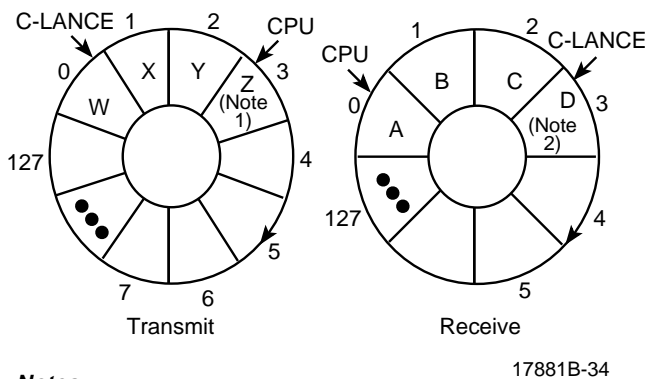 C-LANCE
CPU
0
1
2
3
4
5
6
7
127
W
X
Y
Z
(Note
1)
Transmit
CPU
C-LANCE
0
1
2
3
4
5
127
A
B
C
D
(Note
2)
Receive
17881B-34